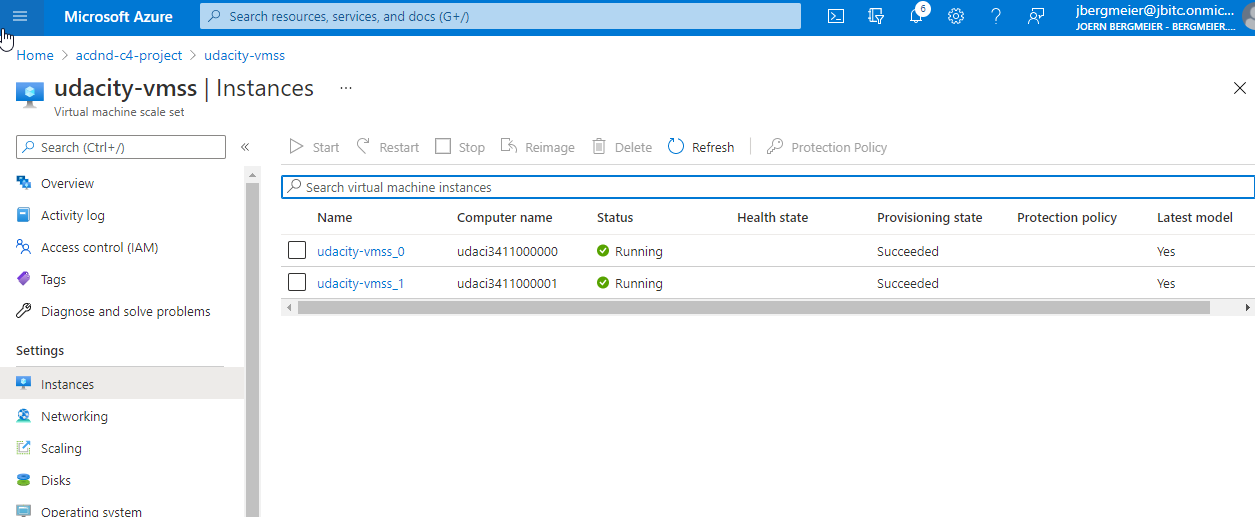 Microsoft Azure Search resources, services, and docs (G+/) 6 jbergmeier@jbitc.onmic...
JOERN BERGMEIER - BERGMEIER....
Home > acdnd-c4-project > udacity-vmss
udacity-vmss | Instances ...
Virtual machine scale set
Search (Ctrl+/) « Start Restart Stop Reimage Delete Refresh Protection Policy
Overview
Search virtual machine instances
Activity log
Name Computer name Status Health state Provisioning state Protection policy Latest model
Access control (IAM)
udacity-vmss_0 udaci3411000000 Running Succeeded Yes
Tags
udacity-vmss_1 udaci3411000001 Running Succeeded Yes
Diagnose and solve problems
Settings
Instances
Networking
Scaling
Disks
Operating system